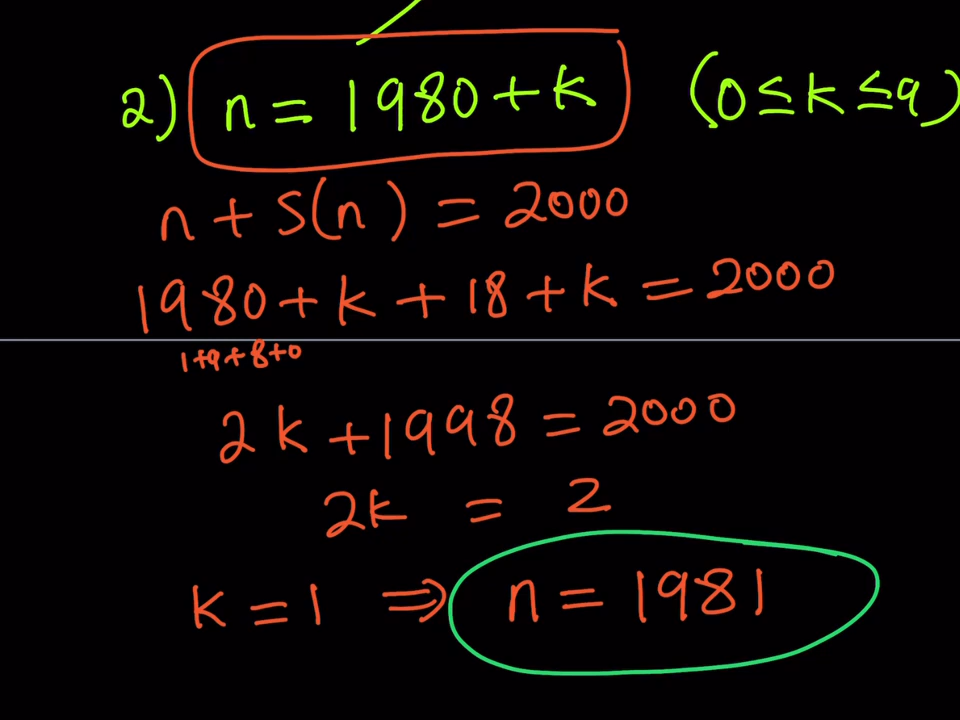 2) n = 1980 + k (0 ≤ k ≤ 9)
n + S(n) = 2000
1980 + k + 18 + k = 2000
1+9+8+0
2k + 1998 = 2000
2k = 2
k = 1 ⇒ n = 1981